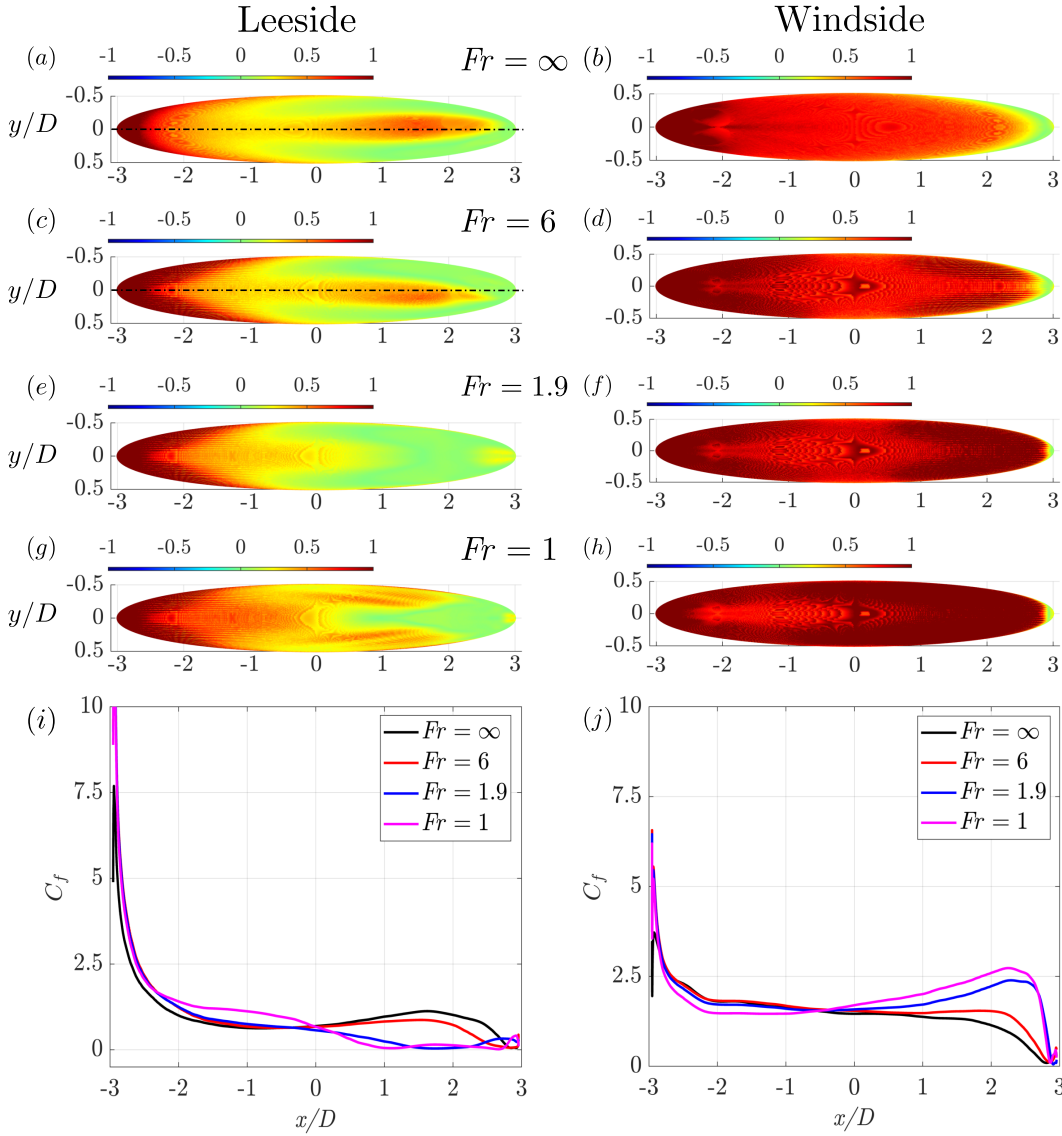 Leeside Windside
(a) -1 -0.5 0 0.5 1 Fr = ∞ (b) -1 -0.5 0 0.5 1
-0.5 0.5
y/D 0 y/D 0
0.5 -0.5
-3 -2 -1 0 1 2 3 -3 -2 -1 0 1 2 3
(c) -1 -0.5 0 0.5 1 Fr = 6 (d) -1 -0.5 0 0.5 1
-0.5 0.5
y/D 0 0
0.5 -0.5
-3 -2 -1 0 1 2 3 -3 -2 -1 0 1 2 3
(e) -1 -0.5 0 0.5 1 Fr = 1.9 (f) -1 -0.5 0 0.5 1
-0.5 0.5
y/D 0 0
0.5 -0.5
-3 -2 -1 0 1 2 3 -3 -2 -1 0 1 2 3
(g) -1 -0.5 0 0.5 1 Fr = 1 (h) -1 -0.5 0 0.5 1
-0.5 0.5
y/D 0 0
0.5 -0.5
-3 -2 -1 0 1 2 3 -3 -2 -1 0 1 2 3
(i) 10 (j) 10
Fr = ∞ Fr = ∞
Fr = 6 Fr = 6
7.5 Fr = 1.9 7.5 Fr = 1.9
Fr = 1 Fr = 1
C_f 5 C_f 5
2.5 2.5
0 0
-3 -2 -1 0 1 2 3 -3 -2 -1 0 1 2 3
x/D x/D